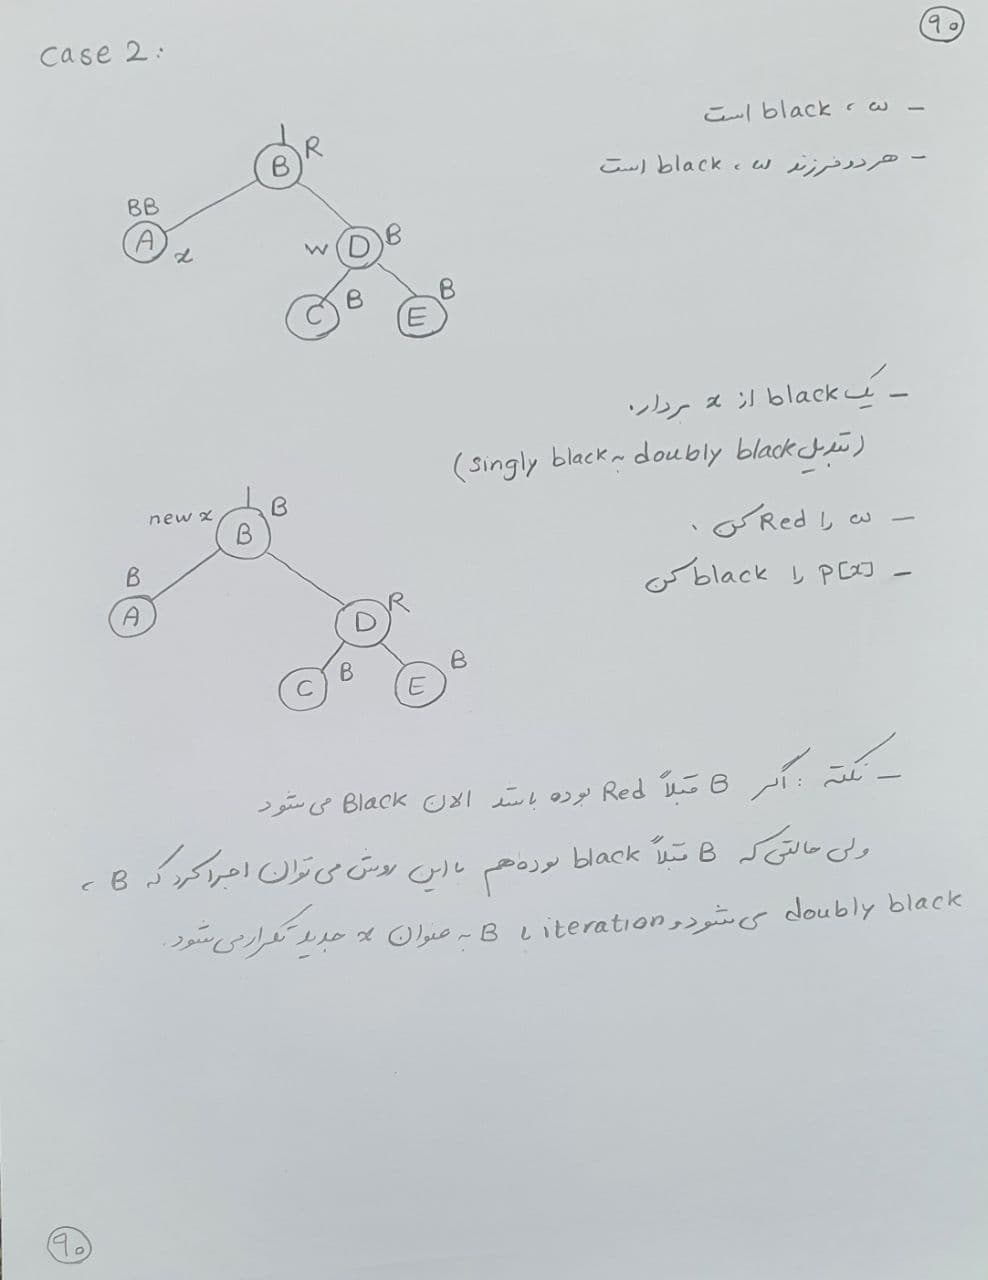 ۹۰
Case 2:
– w ، black است
– هر دو فرزند w ، black است
B R
BB
A x
w D B
C B
E B
– یک black از x بردار.
(تبدیل doubly black به singly black)
– w را Red کن .
– p[x] را black کن
new x B B
B
A
D R
C B
E B
– نکته : اگر B قبلاً Red بوده باشد الان Black می شود
ولی حالتی که B قبلاً black بوده هم با این روش می توان اجرا کرد که B ،
doubly black می شود و iteration با B به عنوان x جدید تکرار می شود.
۹۰